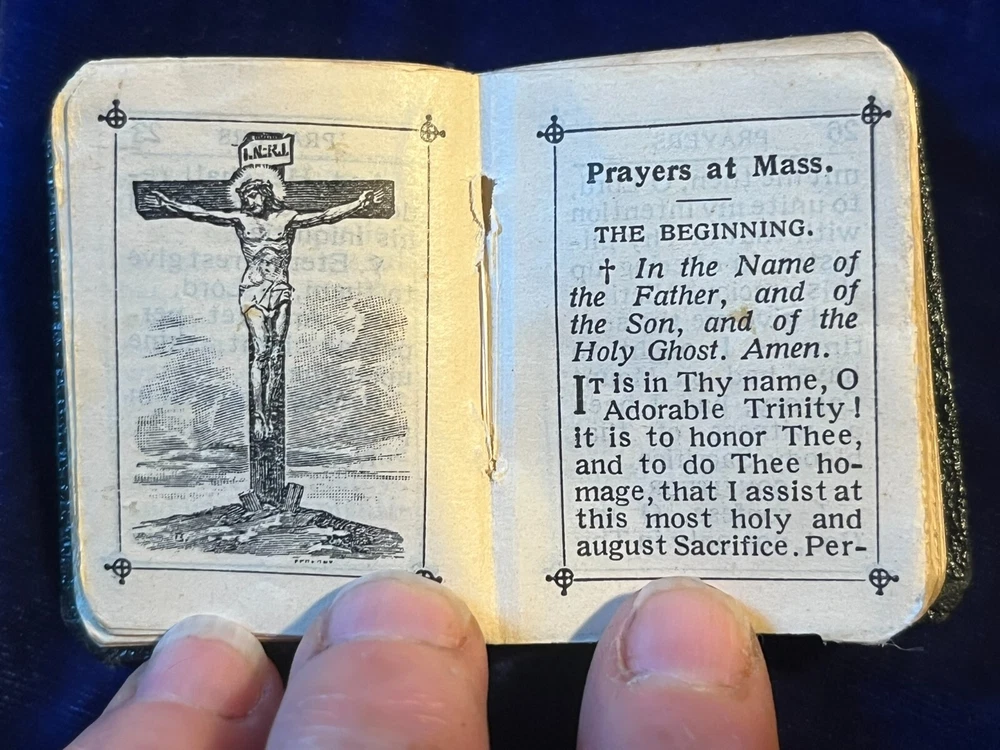 I.N.R.I.
Prayers at Mass.
THE BEGINNING.
† In the Name of
the Father, and of
the Son, and of the
Holy Ghost. Amen.
IT is in Thy name, O
Adorable Trinity!
it is to honor Thee,
and to do Thee ho-
mage, that I assist at
this most holy and
august Sacrifice. Per-